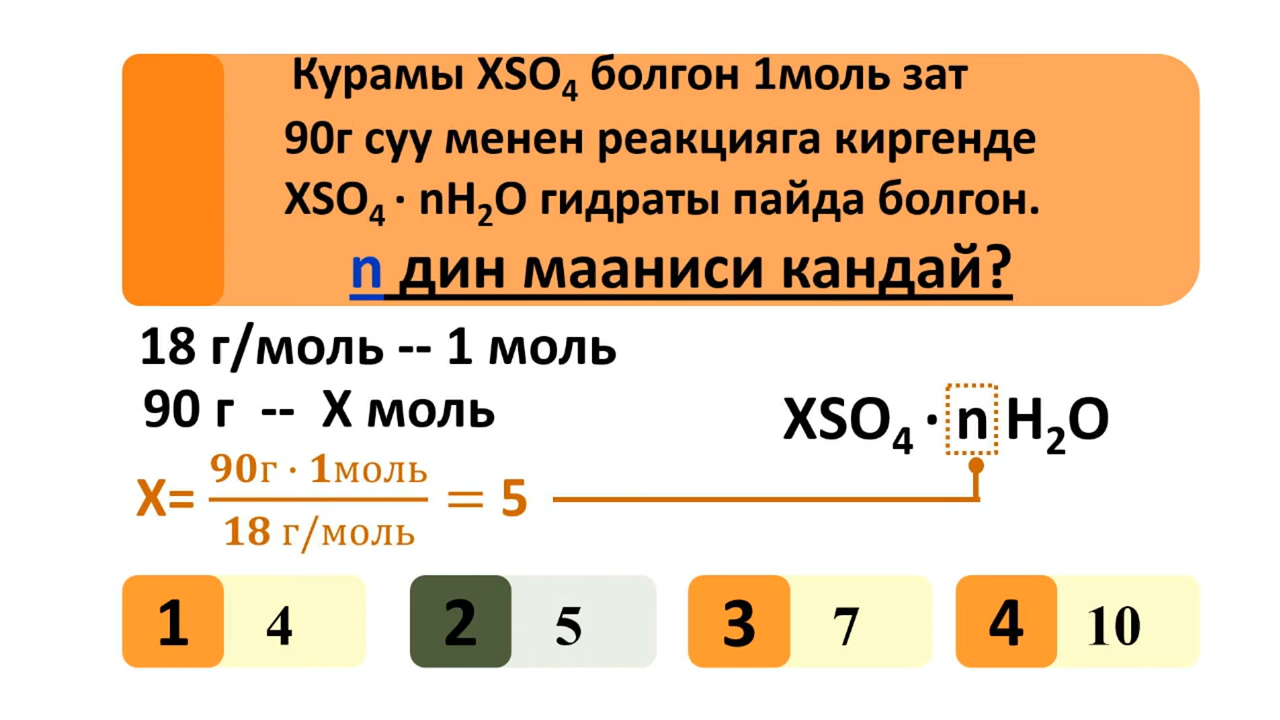 Курамы XSO₄ болгон 1моль зат
90г суу менен реакцияга киргенде
XSO₄ · nH₂O гидраты пайда болгон.
n дин мааниси кандай?
18 г/моль -- 1 моль
90 г -- Х моль
XSO₄ · n H₂O
Х= 90г · 1моль / 18 г/моль = 5
1 4
2 5
3 7
4 10